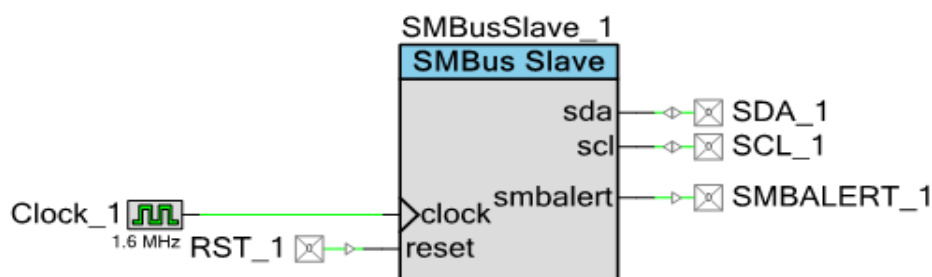 SMBusSlave_1
SMBus Slave
sda
SDA_1
scl
SCL_1
smbalert
SMBALERT_1
Clock_1
1.6 MHz
clock
RST_1
reset